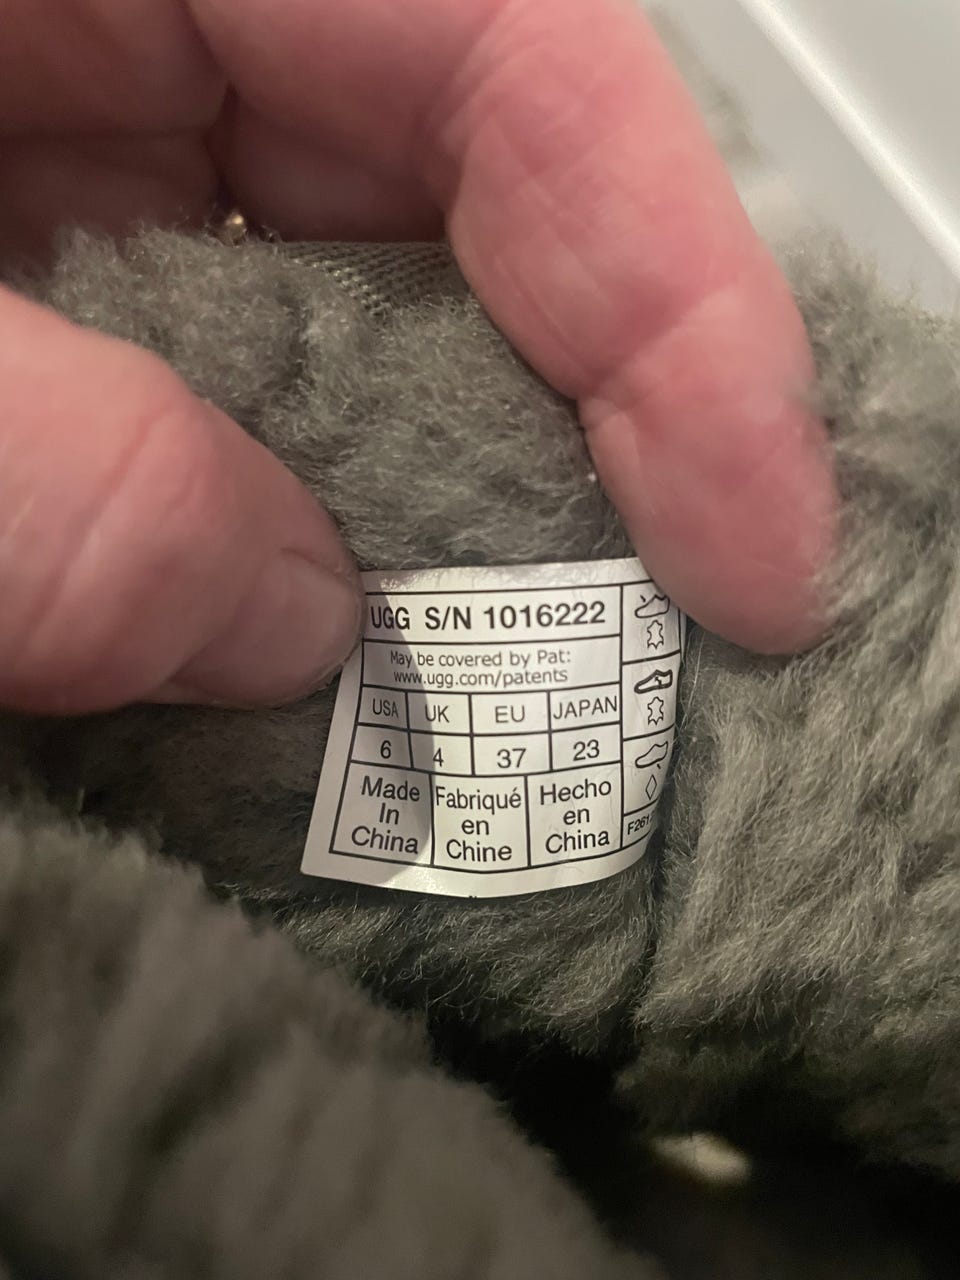 UGG S/N 1016222
May be covered by Pat:
www.ugg.com/patents
USA UK EU JAPAN
6 4 37 23
Made In China
Fabriqué en Chine
Hecho en China